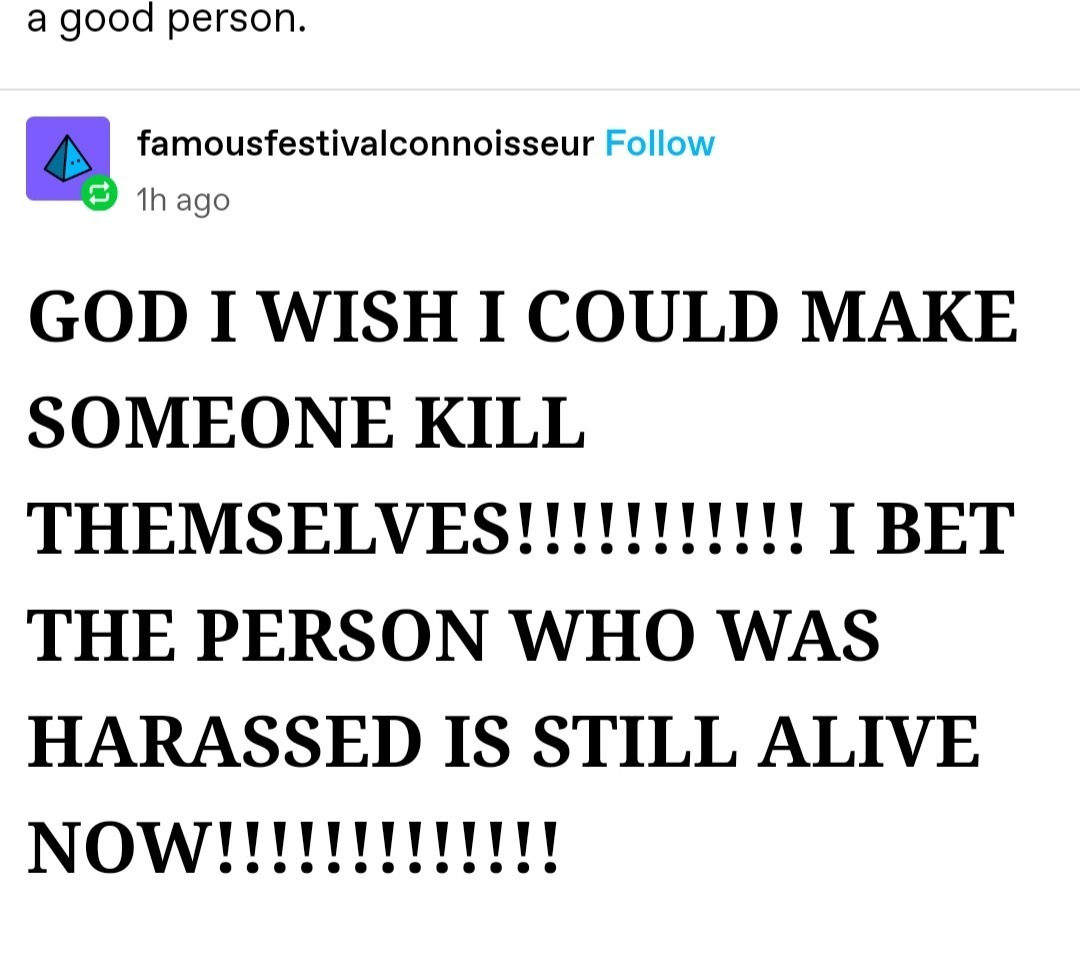 a good person.
famousfestivalconnoisseur Follow
1h ago
GOD I WISH I COULD MAKE
SOMEONE KILL
THEMSELVES!!!!!!!!!!! I BET
THE PERSON WHO WAS
HARASSED IS STILL ALIVE
NOW!!!!!!!!!!!!!